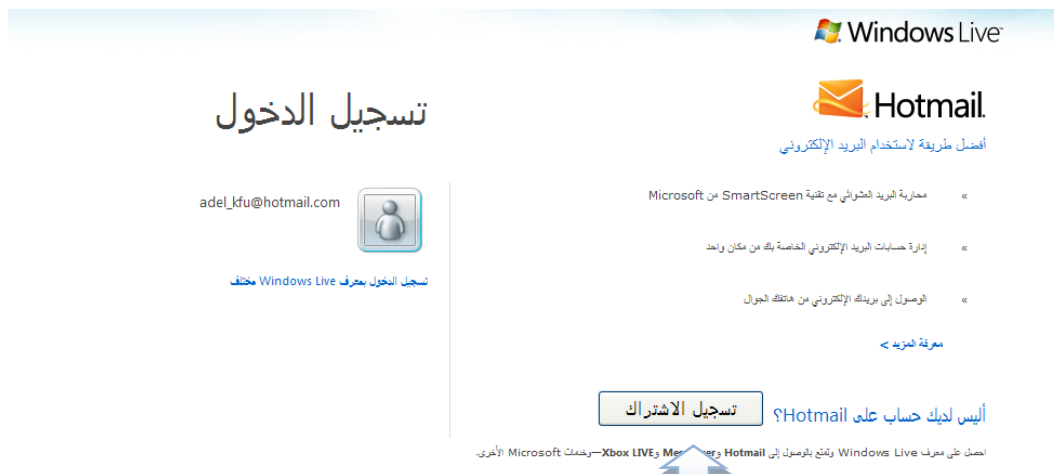 Windows Live
Hotmail
أفضل طريقة لاستخدام البريد الإلكتروني
» محاربة البريد العشوائي مع تقنية SmartScreen من Microsoft
» إدارة حسابات البريد الإلكتروني الخاصة بك من مكان واحد
» الوصول إلى بريدك الإلكتروني من هاتفك الجوال
معرفة المزيد >
أليس لديك حساب على Hotmail؟ تسجيل الاشتراك
احصل على معرف Windows Live وتمتع بالوصول إلى Hotmail و Xbox LIVE—وخدمات Microsoft الأخرى.
تسجيل الدخول
adel_kfu@hotmail.com
تسجيل الدخول بمعرف Windows Live مختلف